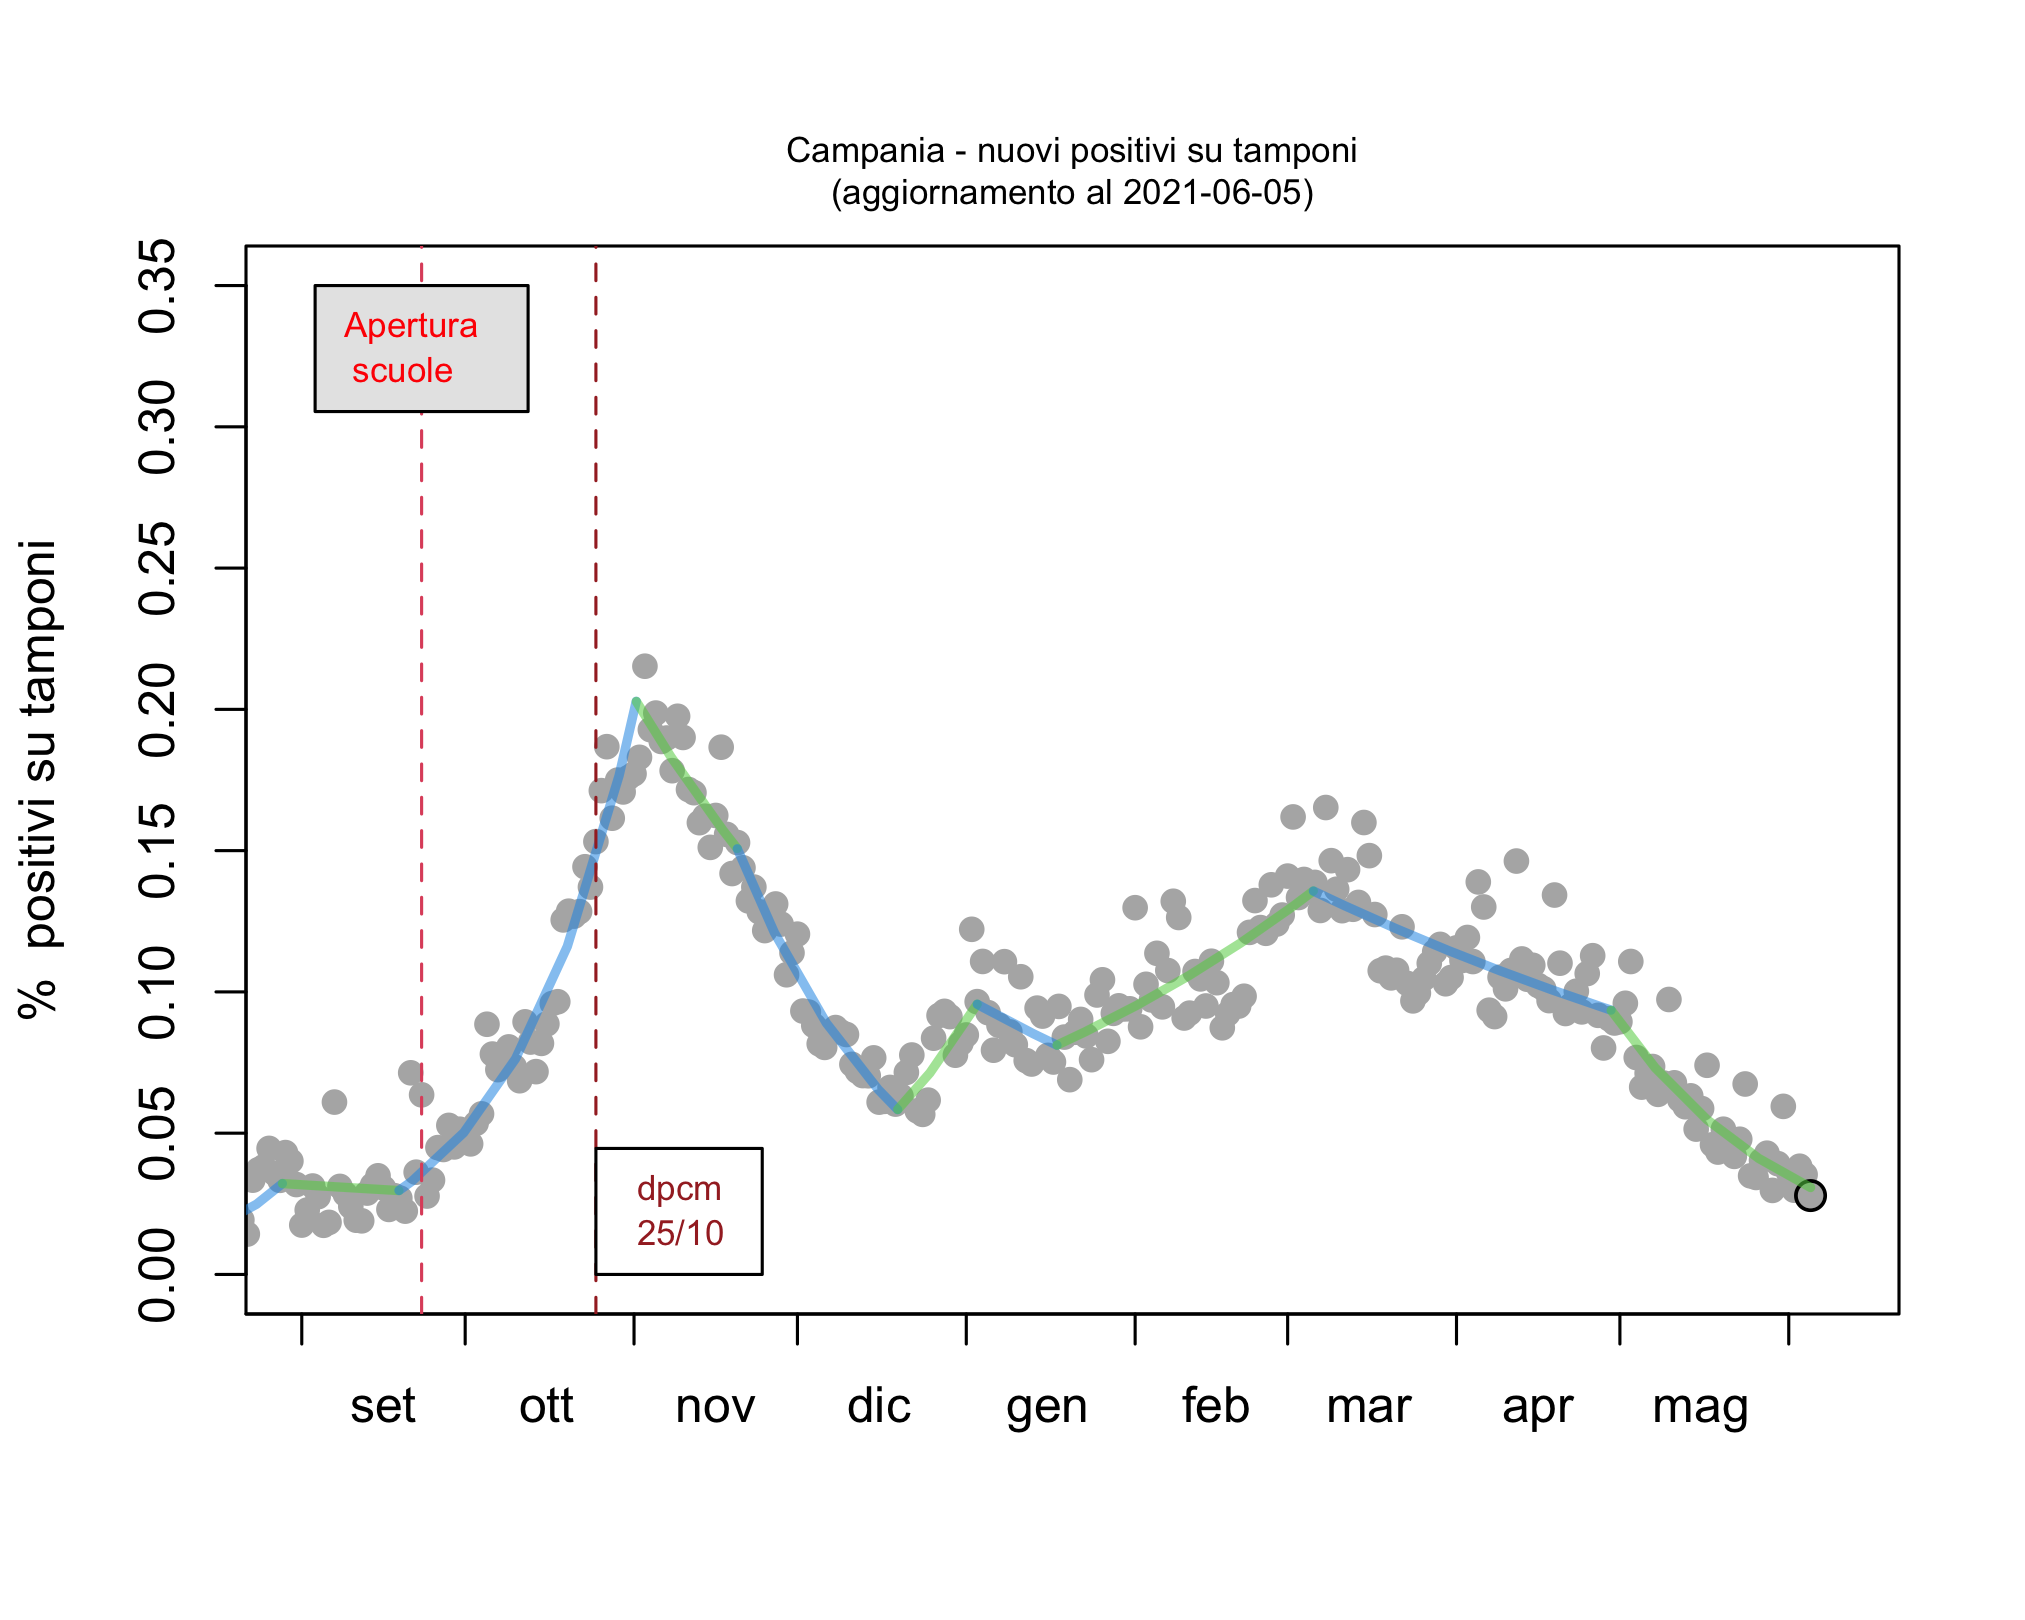 Campania - nuovi positivi su tamponi
(aggiornamento al 2021-06-05)
% positivi su tamponi
0.35
0.30
0.25
0.20
0.15
0.10
0.05
0.00
Apertura
scuole
dpcm
25/10
set ott nov dic gen feb mar apr mag